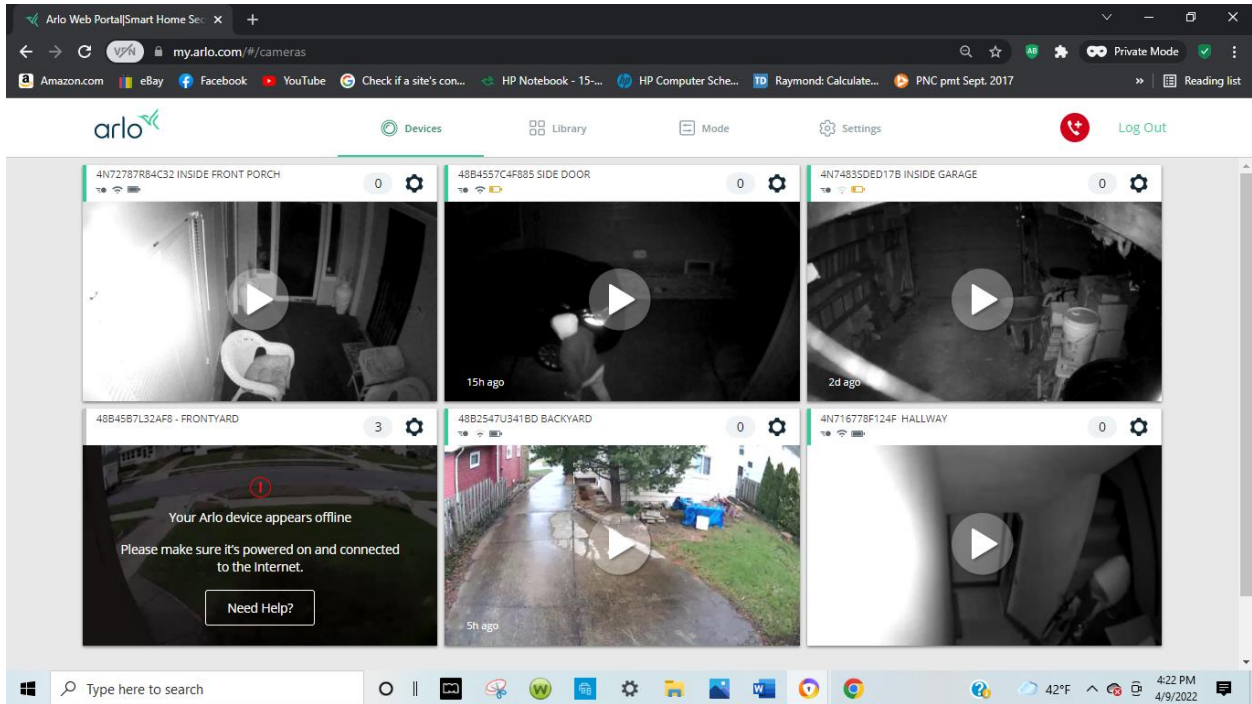 Arlo Web Portal|Smart Home Sec
VPN my.arlo.com/#/cameras AB Private Mode
Amazon.com eBay Facebook YouTube Check if a site's con... HP Notebook - 15-... HP Computer Sche... TD Raymond: Calculate... PNC pmt Sept. 2017 » Reading list
arlo Devices Library Mode Settings Log Out
4N72787R84C32 INSIDE FRONT PORCH 0
48B4557C4F885 SIDE DOOR 0
4N7483SDED17B INSIDE GARAGE 0
15h ago
2d ago
48B45B7L32AF8 - FRONTYARD 3
48B2547U341BD BACKYARD 0
4N716778F124F HALLWAY 0
Your Arlo device appears offline
Please make sure it's powered on and connected
to the Internet.
Need Help?
5h ago
Type here to search
42°F
4:22 PM
4/9/2022